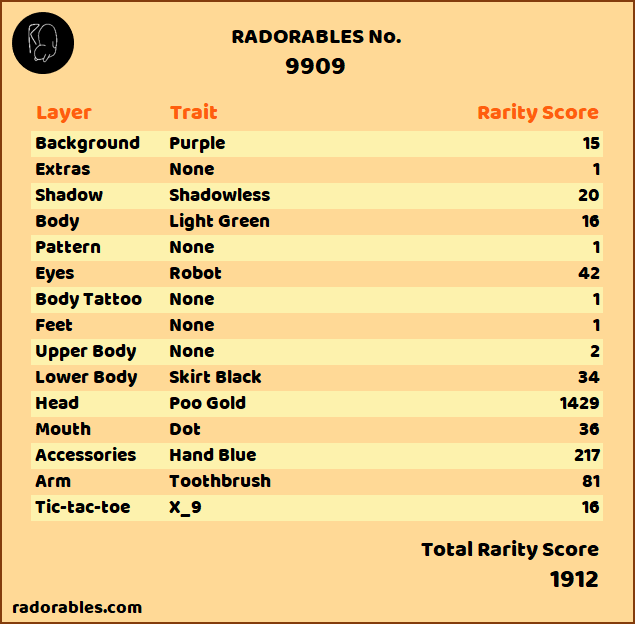 RADORABLES No.
9909
Layer Trait Rarity Score
Background Purple 15
Extras None 1
Shadow Shadowless 20
Body Light Green 16
Pattern None 1
Eyes Robot 42
Body Tattoo None 1
Feet None 1
Upper Body None 2
Lower Body Skirt Black 34
Head Poo Gold 1429
Mouth Dot 36
Accessories Hand Blue 217
Arm Toothbrush 81
Tic-tac-toe X_9 16
Total Rarity Score
1912
radorables.com